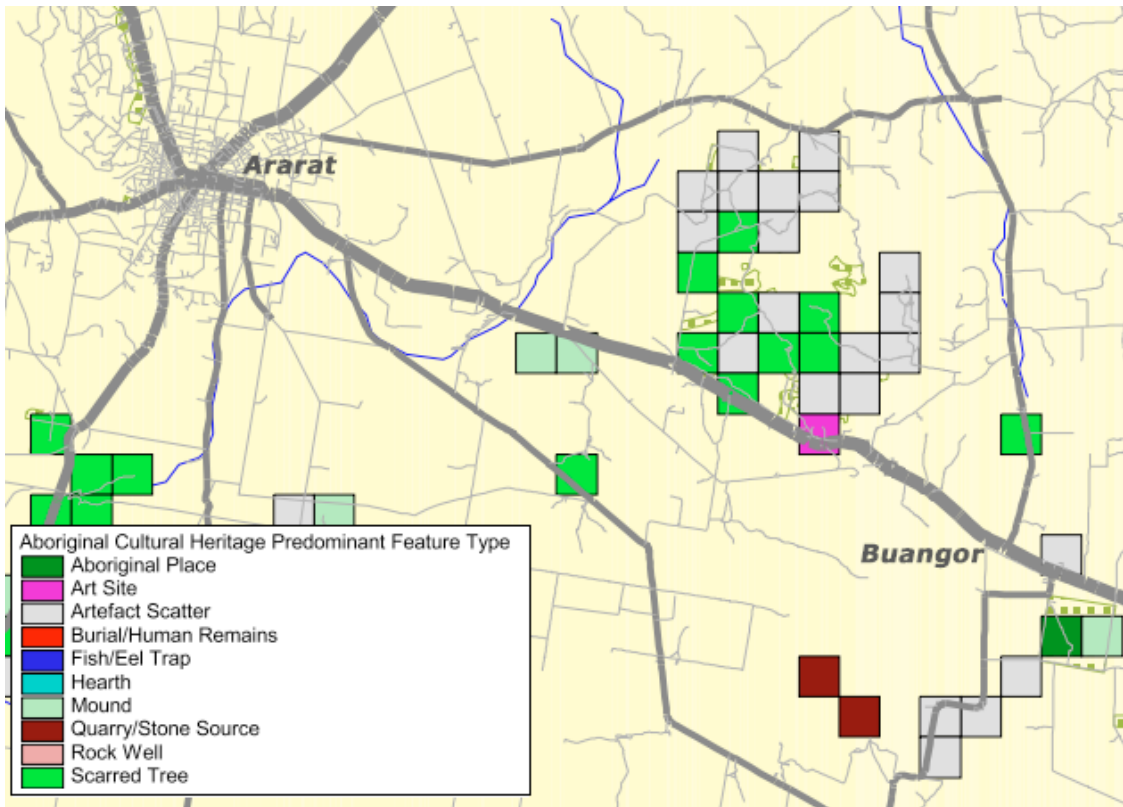 Ararat
Buangor
Aboriginal Cultural Heritage Predominant Feature Type
Aboriginal Place
Art Site
Artefact Scatter
Burial/Human Remains
Fish/Eel Trap
Hearth
Mound
Quarry/Stone Source
Rock Well
Scarred Tree